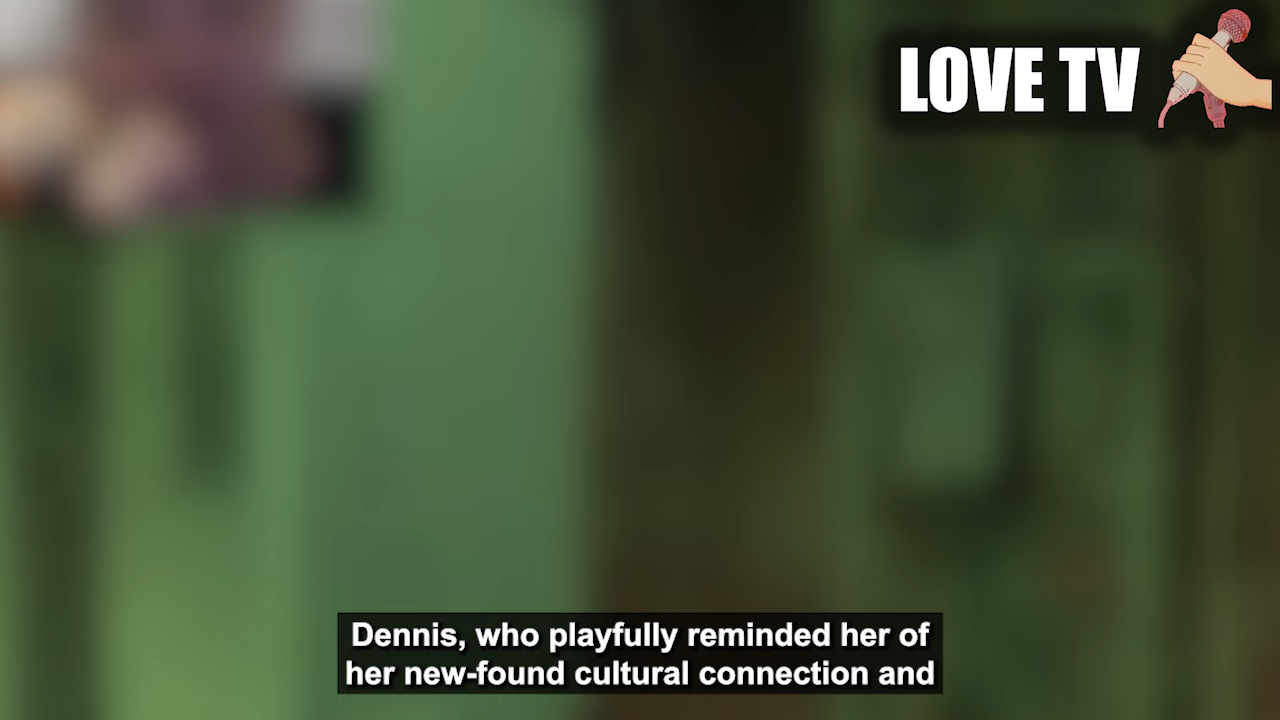 LOVE TV
Dennis, who playfully reminded her of
her new-found cultural connection and